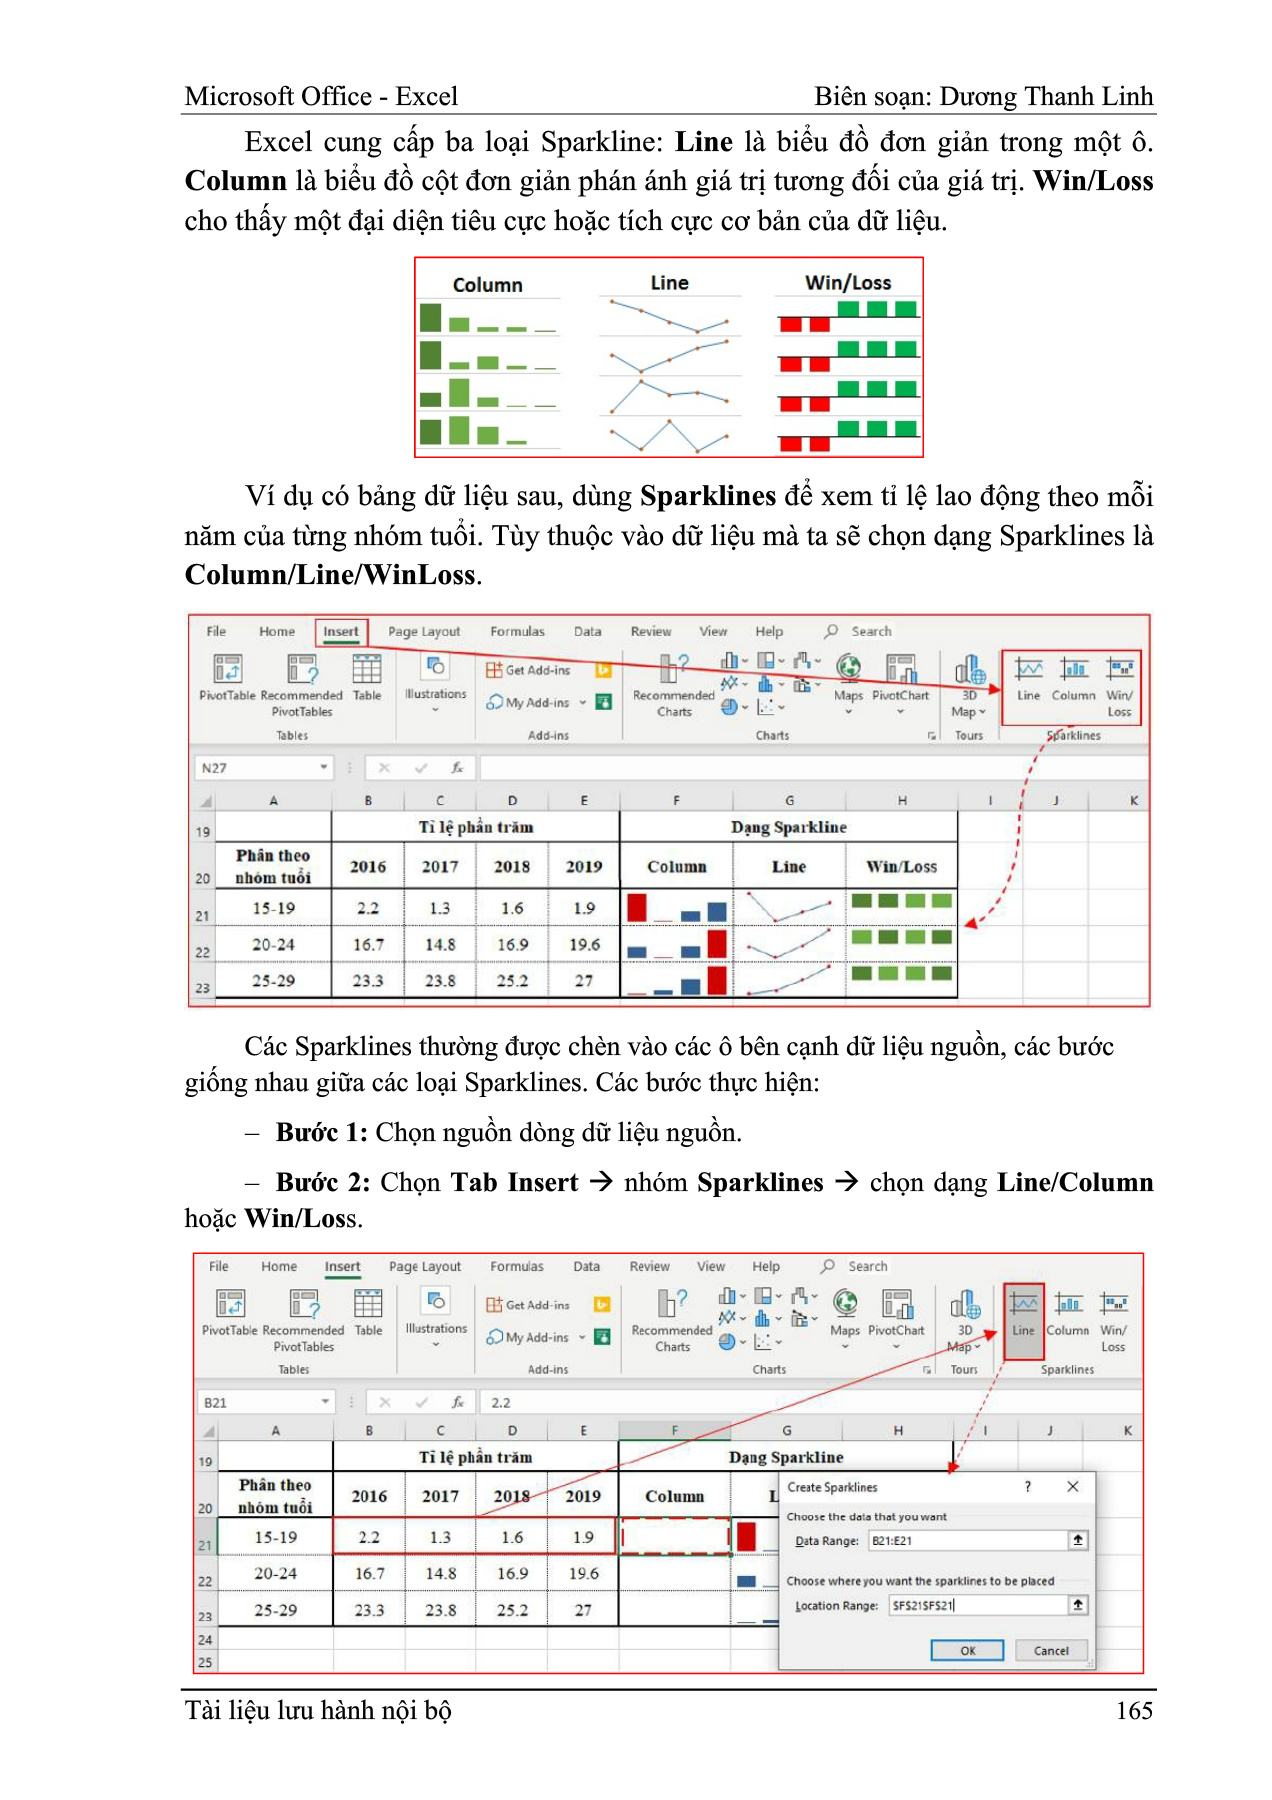 Microsoft Office - Excel Biên soạn: Dương Thanh Linh
Excel cung cấp ba loại Sparkline: Line là biểu đồ đơn giản trong một ô.
Column là biểu đồ cột đơn giản phán ánh giá trị tương đối của giá trị. Win/Loss
cho thấy một đại diện tiêu cực hoặc tích cực cơ bản của dữ liệu.
Column Line Win/Loss
Ví dụ có bảng dữ liệu sau, dùng Sparklines để xem tỉ lệ lao động theo mỗi
năm của từng nhóm tuổi. Tùy thuộc vào dữ liệu mà ta sẽ chọn dạng Sparklines là
Column/Line/WinLoss.
File Home Insert Page Layout Formulas Data Review View Help Search
Get Add-ins
PivotTable Recommended Table Illustrations Recommended Maps PivotChart 3D Line Column Win/
PivotTables My Add-ins Charts Map Loss
Tables Add-ins Charts Tours Sparklines
N27 fx
A B C D E F G H I J K
19 Tỉ lệ phần trăm Dạng Sparkline
20 Phân theo nhóm tuổi 2016 2017 2018 2019 Column Line Win/Loss
21 15-19 2.2 1.3 1.6 1.9
22 20-24 16.7 14.8 16.9 19.6
23 25-29 23.3 23.8 25.2 27
Các Sparklines thường được chèn vào các ô bên cạnh dữ liệu nguồn, các bước
giống nhau giữa các loại Sparklines. Các bước thực hiện:
– Bước 1: Chọn nguồn dòng dữ liệu nguồn.
– Bước 2: Chọn Tab Insert → nhóm Sparklines → chọn dạng Line/Column
hoặc Win/Loss.
File Home Insert Page Layout Formulas Data Review View Help Search
Get Add-ins
PivotTable Recommended Table Illustrations Recommended Maps PivotChart 3D Line Column Win/
PivotTables My Add-ins Charts Map Loss
Tables Add-ins Charts Tours Sparklines
B21 fx 2.2
A B C D E F G H I J K
19 Tỉ lệ phần trăm Dạng Sparkline
20 Phân theo nhóm tuổi 2016 2017 2018 2019 Column L
21 15-19 2.2 1.3 1.6 1.9
22 20-24 16.7 14.8 16.9 19.6
23 25-29 23.3 23.8 25.2 27
24
25
Create Sparklines ? ×
Choose the data that you want
Data Range: B21:E21
Choose where you want the sparklines to be placed
Location Range: $F$21$F$21
OK Cancel
Tài liệu lưu hành nội bộ 165